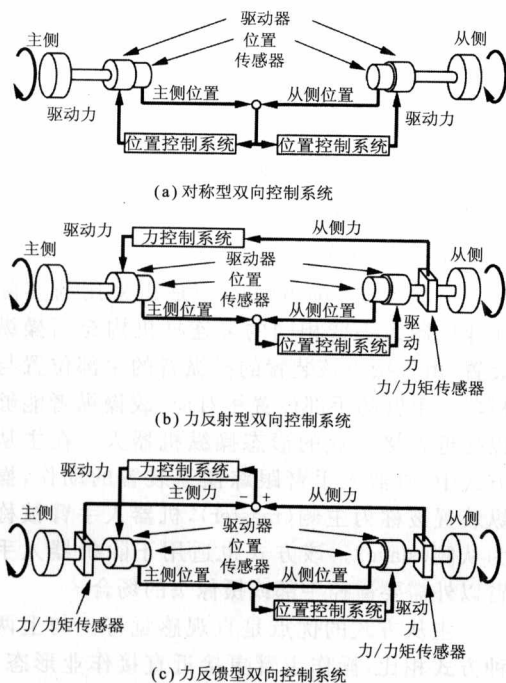 驱动器
位置
传感器
主侧
从侧
主侧位置
从侧位置
驱动力
驱动力
位置控制系统
位置控制系统
(a) 对称型双向控制系统
主侧
驱动力
力控制系统
从侧力
从侧
驱动器
位置
传感器
主侧位置
从侧位置
位置控制系统
驱动力
力/力矩传感器
(b) 力反射型双向控制系统
驱动力
力控制系统
主侧力
- +
从侧力
主侧
从侧
驱动器
位置
传感器
主侧位置
从侧位置
位置控制系统
驱动力
力/力矩传感器
力/力矩传感器
(c) 力反馈型双向控制系统